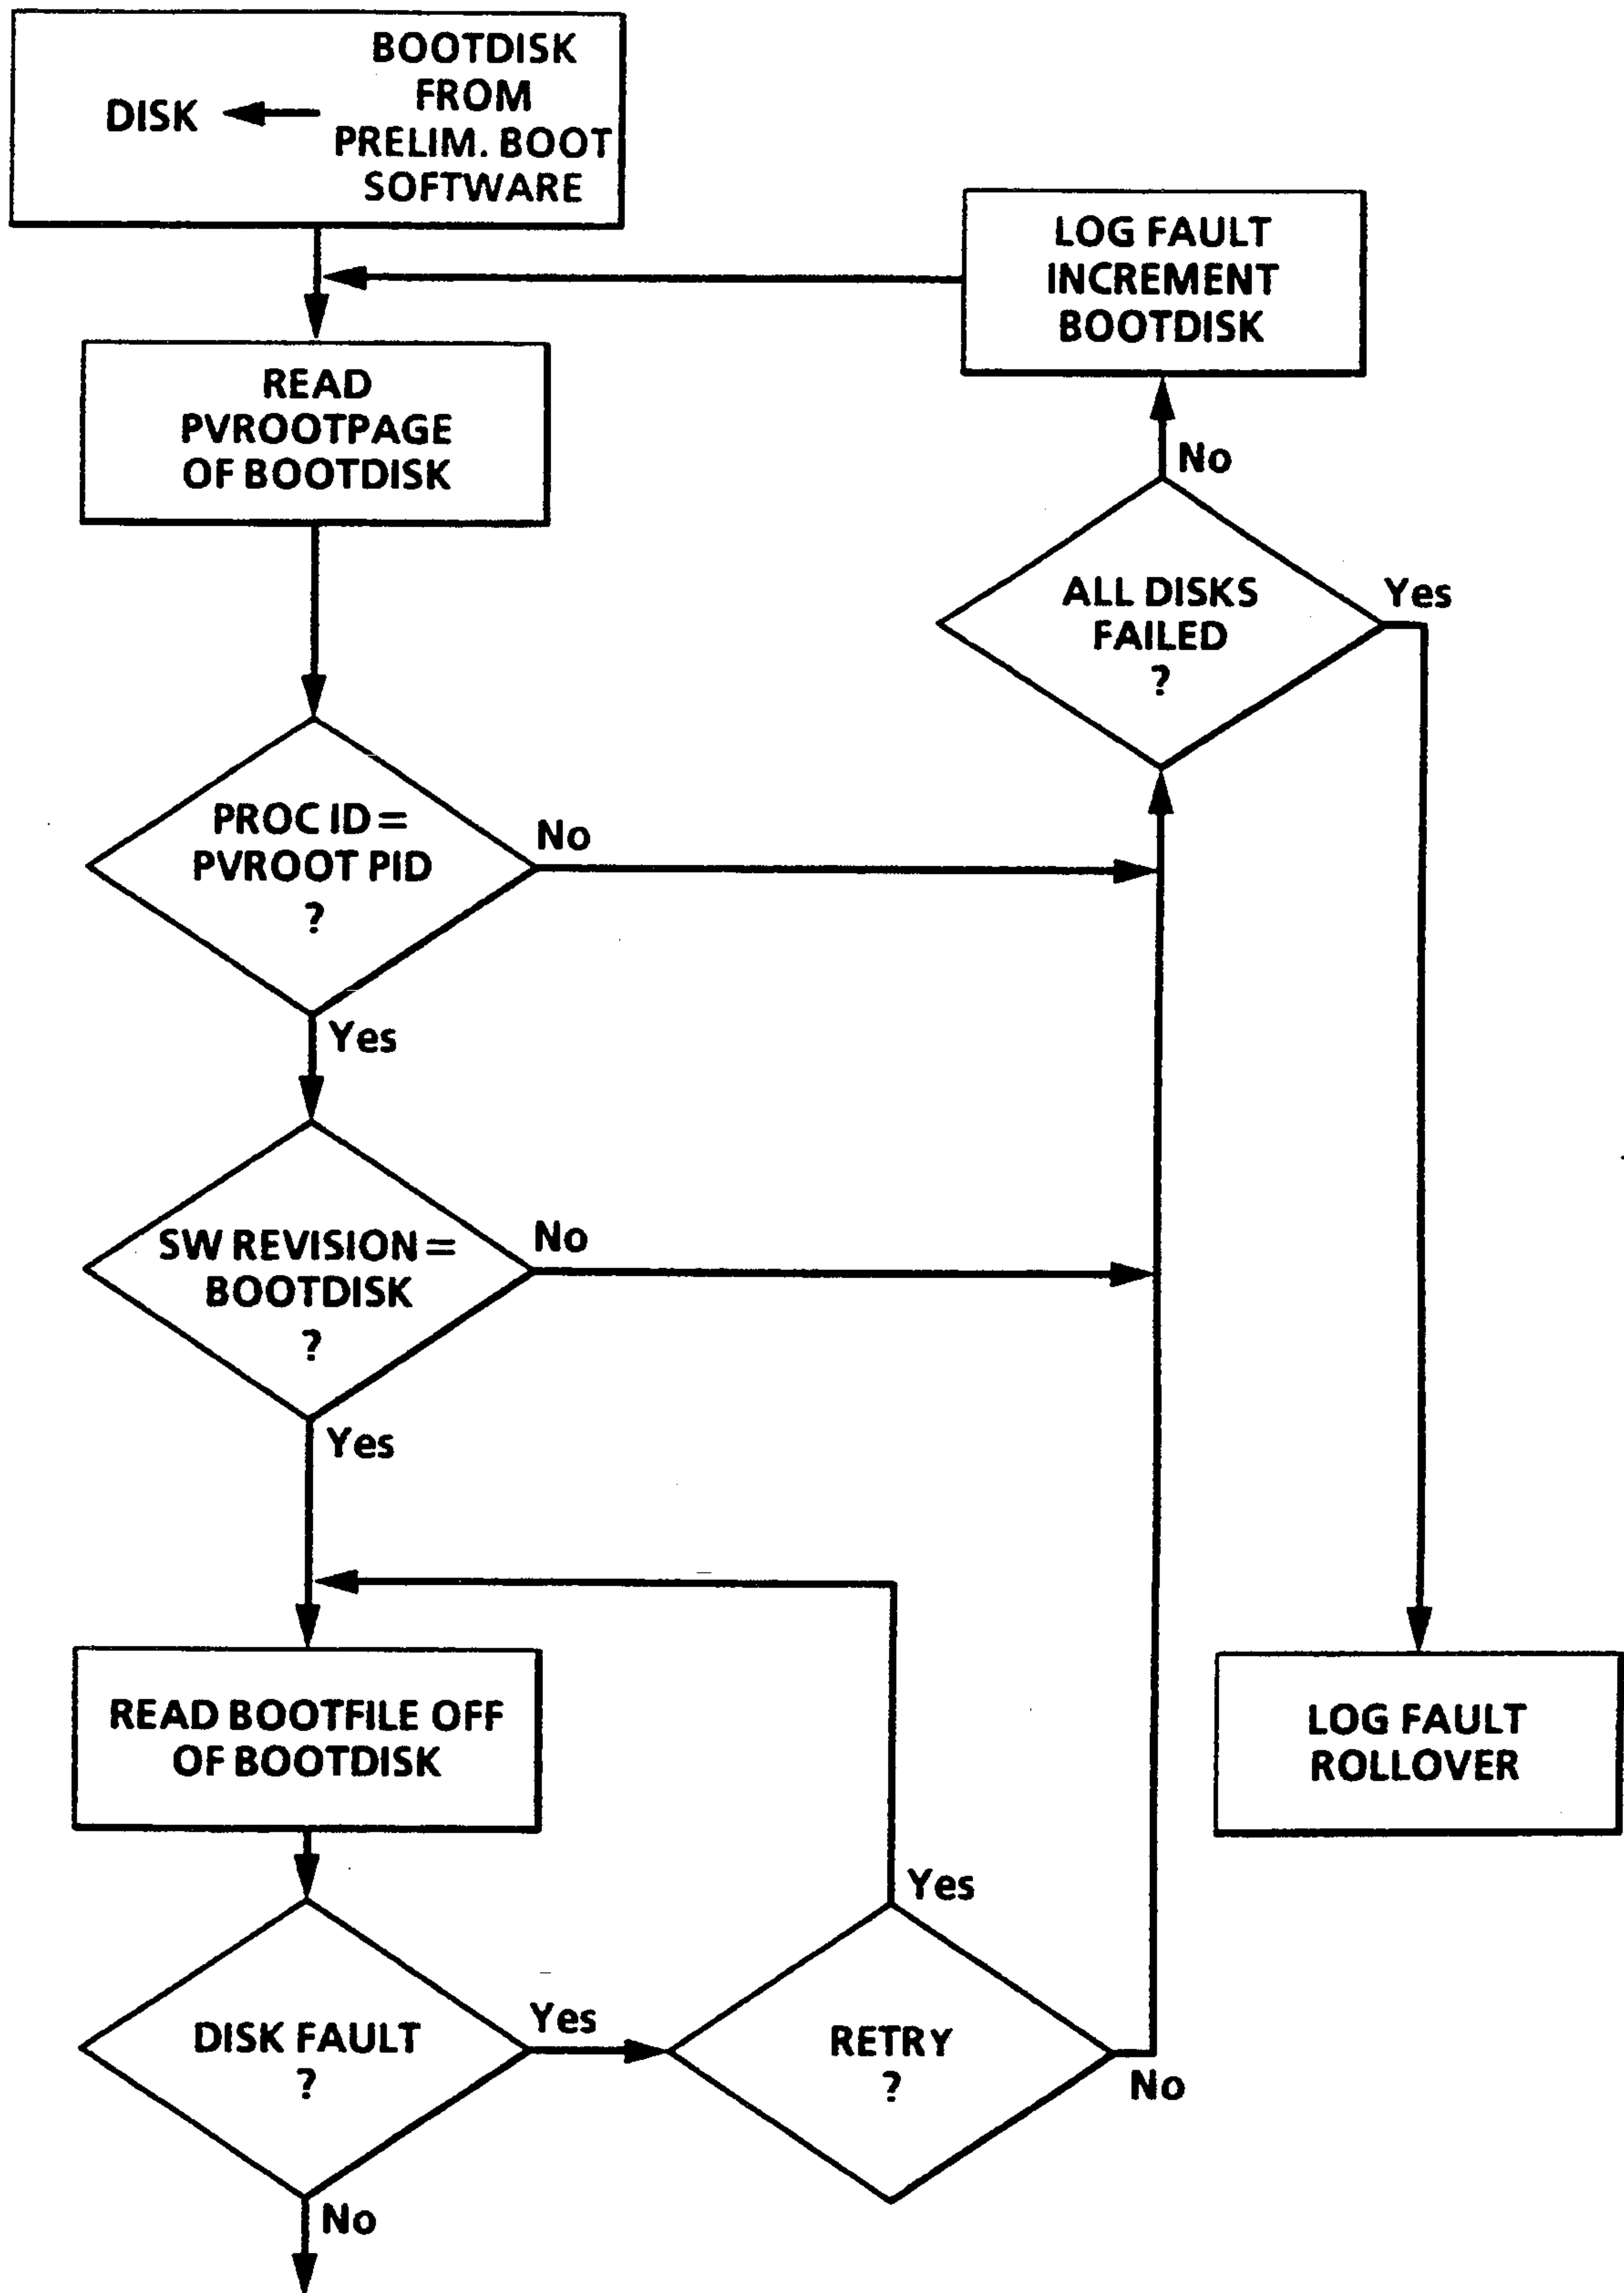 BOOTDISK
FROM
DISK
PRELIM. BOOT
SOFTWARE
LOG FAULT
INCREMENT
BOOTDISK
READ
PVROOTPAGE
OF BOOTDISK
No
ALL DISKS
FAILED
?
Yes
PROC ID =
PVROOT PID
?
No
Yes
SW REVISION =
BOOTDISK
?
No
Yes
READ BOOTFILE OFF
OF BOOTDISK
LOG FAULT
ROLLOVER
Yes
DISK FAULT
?
Yes
RETRY
?
No
No